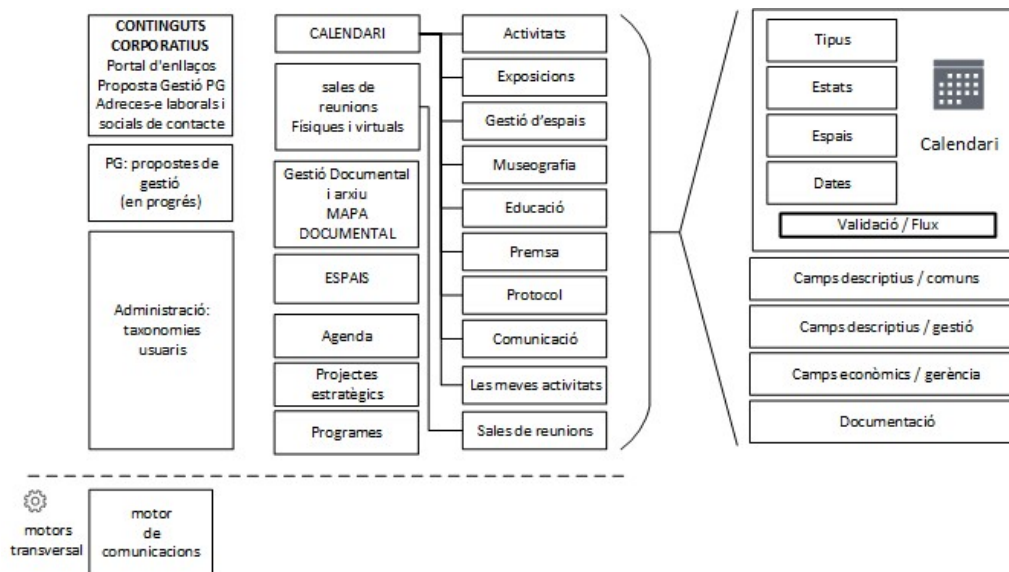 CONTINGUTS
CORPORATIUS
Portal d'enllaços
Proposta Gestió PG
Adreces-e laborals i
socials de contacte
PG: propostes de
gestió
(en progrés)
Administració:
taxonomies
usuaris
CALENDARI
sales de
reunions
Físiques i virtuals
Gestió Documental
i arxiu
MAPA
DOCUMENTAL
ESPAIS
Agenda
Projectes
estratègics
Programes
Activitats
Exposicions
Gestió d'espais
Museografia
Educació
Premsa
Protocol
Comunicació
Les meves activitats
Sales de reunions
Tipus
Estats
Espais
Dates
Calendari
Validació / Flux
Camps descriptius / comuns
Camps descriptius / gestió
Camps econòmics / gerència
Documentació
motors
transversal
motor
de
comunicacions